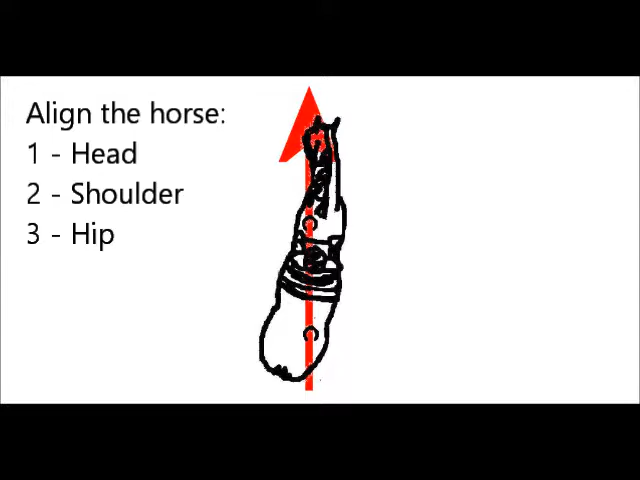 Align the horse:
1 - Head
2 - Shoulder
3 - Hip